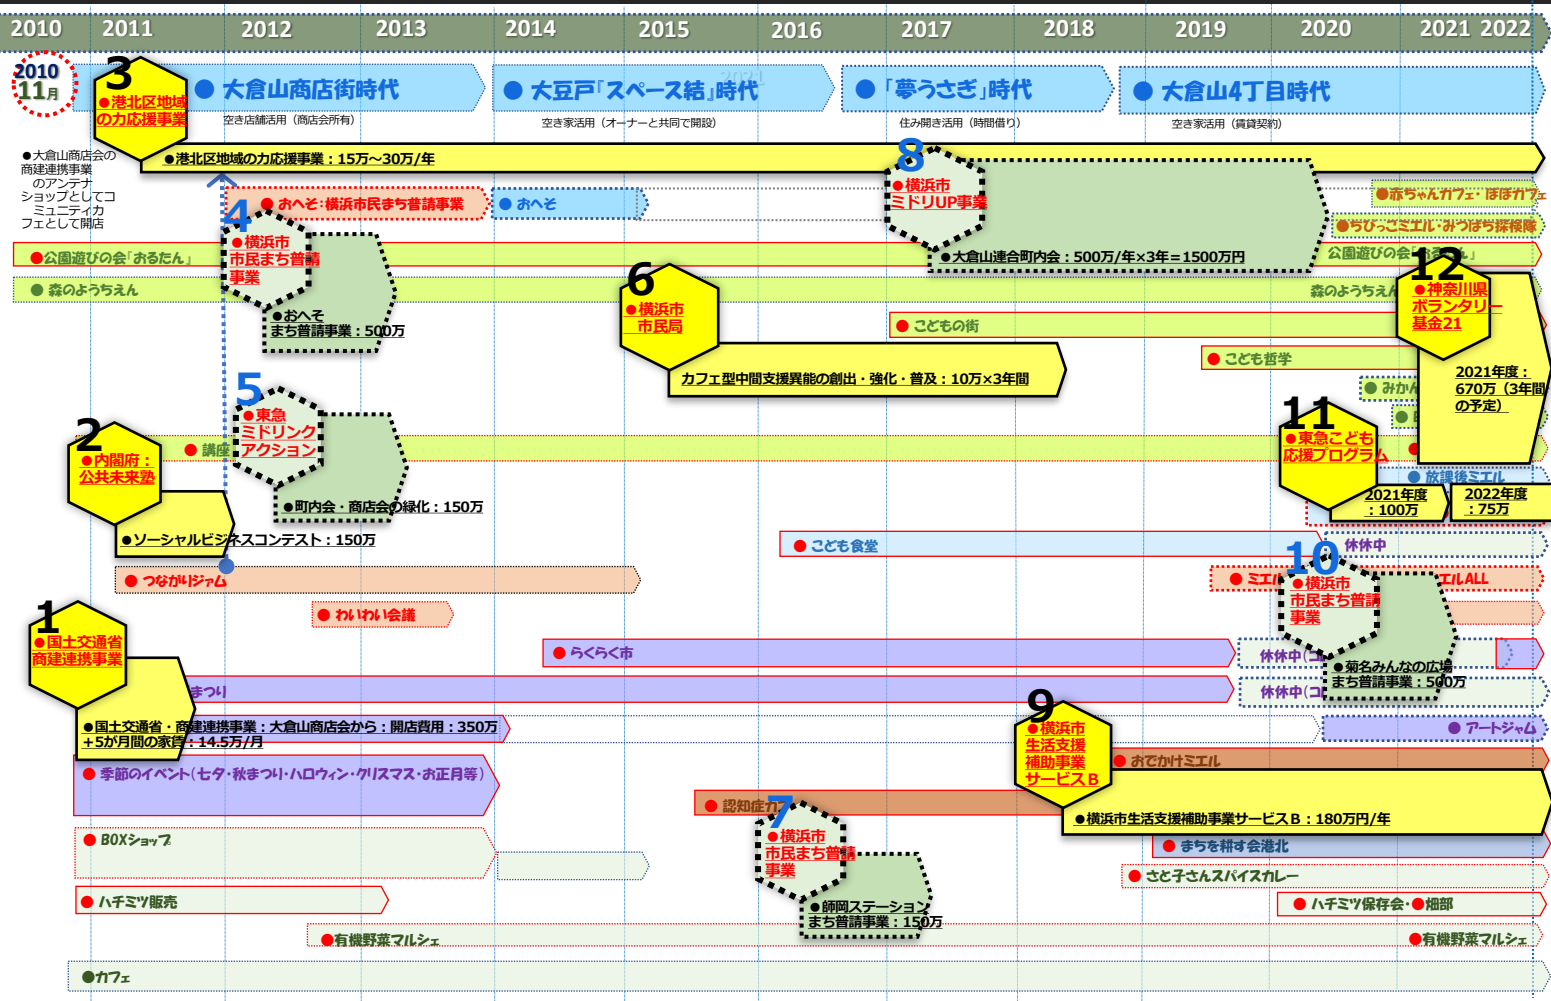 2010 2011 2012 2013 2014 2015 2016 2017 2018 2019 2020 2021 2022
2010
11月
3
●港北区地域
の力応援事業
● 大倉山商店街時代
空き店舗活用（商店会所有）
2021
● 大豆戸『スペース結』時代
空き家活用（オーナーと共同で開設）
●「夢うさぎ」時代
住み開き活用（時間借り）
● 大倉山4丁目時代
空き家活用（賃貸契約）
●大倉山商店会の
商建連携事業
のアンテナ
ショップとしてコ
ミュニティカ
フェとして開店
●港北区地域の力応援事業：15万～30万/年
● おへそ：横浜市民まち普請事業
● おへそ
8
●横浜市
ミドリUP事業
●大倉山連合町内会：500万/年×3年＝1500万円
●赤ちゃんカフェ・ぽぽカフェ
●ちびっこミエル・みつばち探検隊
●公園遊びの会「おるたん」
公園遊びの会「おるたん」
4
●横浜市
市民まち普請
事業
●おへそ
まち普請事業：500万
● 森のようちえん
森のようちえん
6
●横浜市
市民局
カフェ型中間支援異能の創出・強化・普及：10万×3年間
● こどもの街
● こども哲学
● みかん
12
●神奈川県
ボランタリー
基金21
2021年度：
670万（3年間
の予定）
5
●東急
ミドリンク
アクション
●町内会・商店会の緑化：150万
2
●内閣府：
公共未来塾
● 講座
●ソーシャルビジネスコンテスト：150万
11
●東急こども
応援プログラム
● 放課後ミエル
2021年度
：100万
2022年度
：75万
● こども食堂
休休中
● つながりジャム
● ミエル
エルALL
10
●横浜市
市民まち普請
事業
●菊名みんなの広場
まち普請事業：500万
● わいわい会議
1
●国土交通省
商建連携事業
● らくらく市
休休中(コ
まつり
休休中(コ
●国土交通省・商建連携事業：大倉山商店会から：開店費用：350万
＋5が月間の家賃：14.5万/月
● アートジャム
9
●横浜市
生活支援
補助事業
サービスＢ
● おでかけミエル
●横浜市生活支援補助事業サービスＢ：180万円/年
● 季節のイベント(七夕・秋まつり・ハロウィン・クリスマス・お正月等)
● 認知症カフ
7
●横浜市
市民まち普請
事業
●師岡ステーション
まち普請事業：150万
● BOXショップ
● まちを耕す会港北
● さと子さんスパイスカレー
● ハチミツ販売
● ハチミツ保存会・●畑部
●有機野菜マルシェ
●有機野菜マルシェ
●カフェ